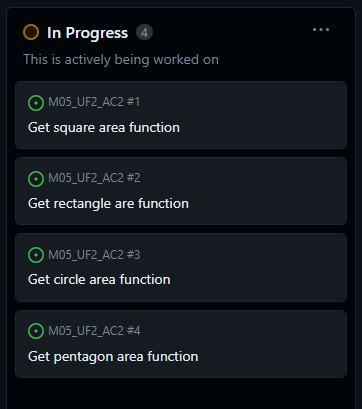 In Progress 4
This is actively being worked on
M05_UF2_AC2 #1
Get square area function
M05_UF2_AC2 #2
Get rectangle are function
M05_UF2_AC2 #3
Get circle area function
M05_UF2_AC2 #4
Get pentagon area function